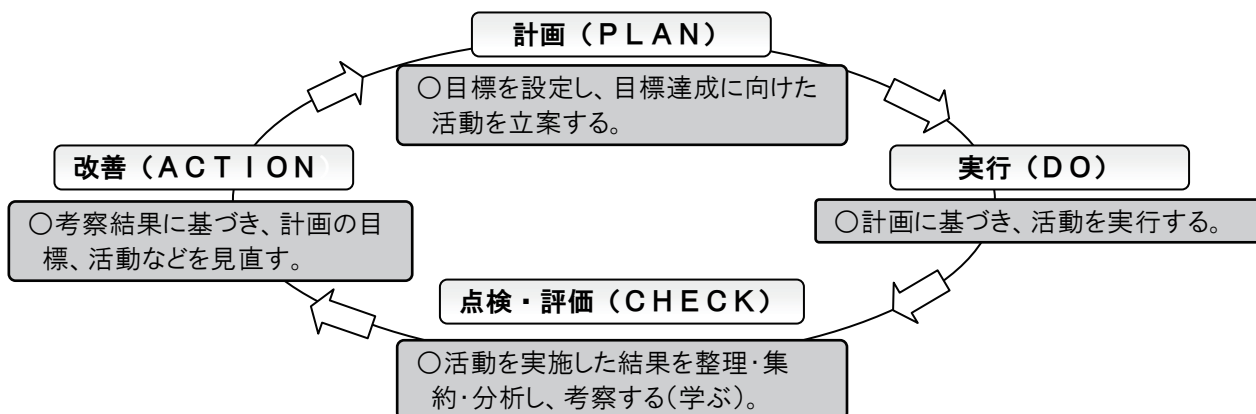 計画（ＰＬＡＮ）
○目標を設定し、目標達成に向けた
活動を立案する。
改善（ＡＣＴＩＯＮ
実行（ＤＯ）
○考察結果に基づき、計画の目
標、活動などを見直す。
○計画に基づき、活動を実行する。
点検・評価（ＣＨＥＣＫ）
○活動を実施した結果を整理・集
約・分析し、考察する（学ぶ）。